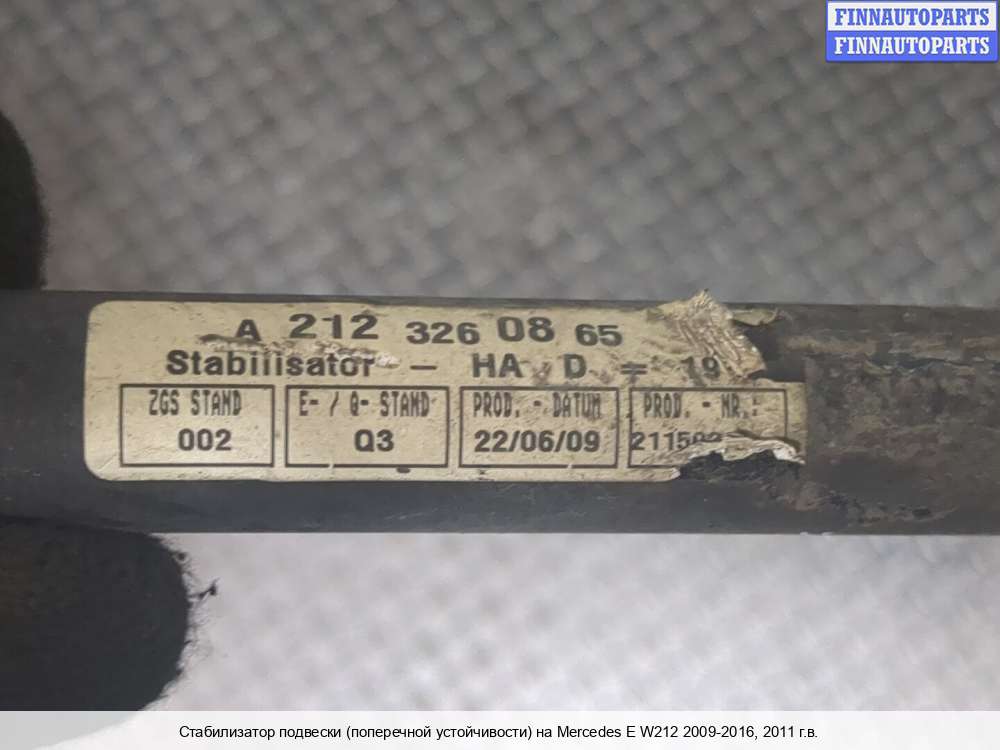 FINNAUTOPARTS
FINNAUTOPARTS
A 212 326 08 65
Stabilisator - HA D = 19
ZGS STAND E- / Q- STAND PROD. - DATUM PROD. - NR.:
002 Q3 22/06/09
Стабилизатор подвески (поперечной устойчивости) на Mercedes E W212 2009-2016, 2011 г.в.